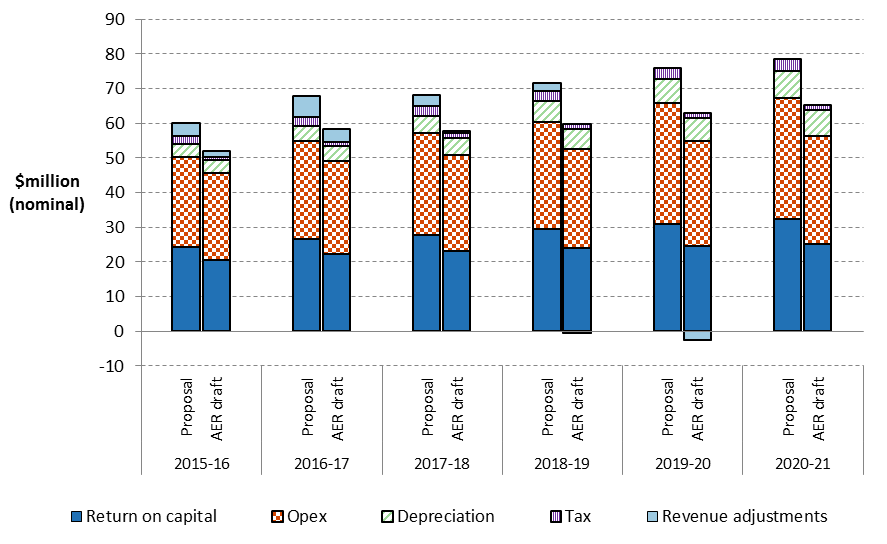 90
80
70
60
50
$million
40
(nominal)
30
20
10
0
-10
Proposal AER draft Proposal AER draft Proposal AER draft Proposal AER draft Proposal AER draft Proposal AER draft
2015-16 2016-17 2017-18 2018-19 2019-20 2020-21
Return on capital Opex Depreciation Tax Revenue adjustments